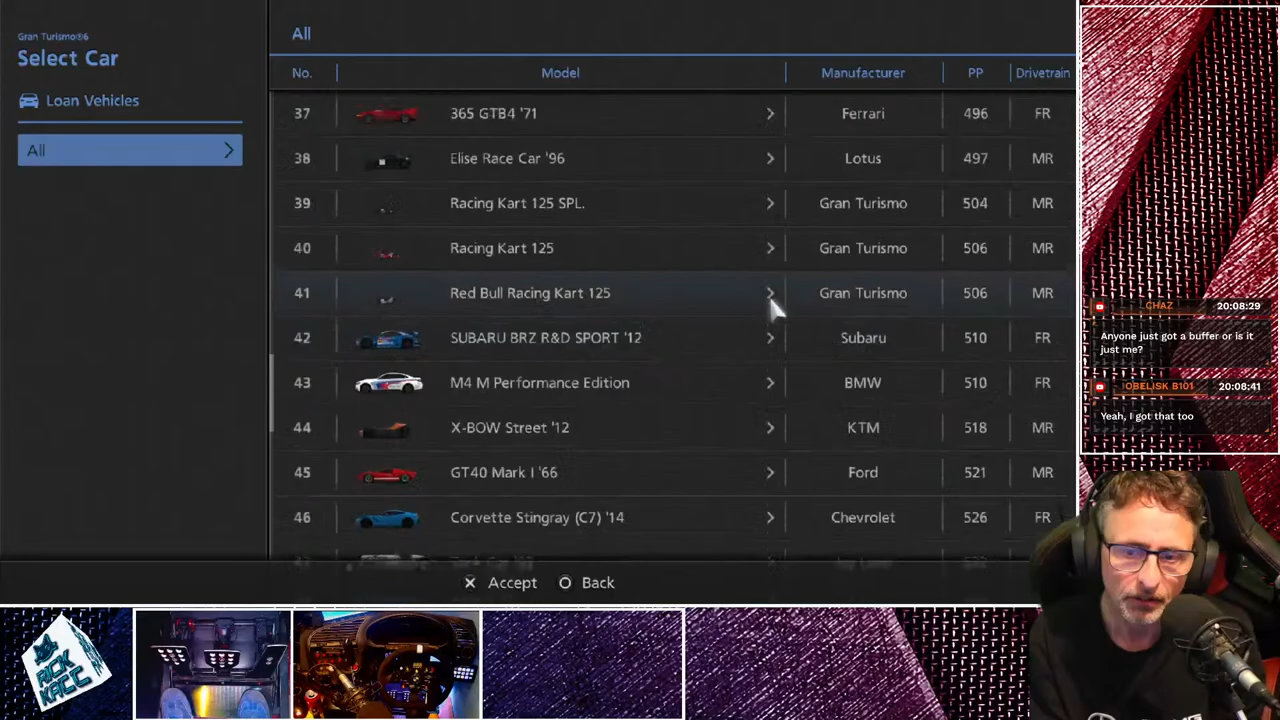 Gran Turismo®6
Select Car
Loan Vehicles
All
All
No. Model Manufacturer PP Drivetrain
37 365 GTB4 '71 Ferrari 496 FR
38 Elise Race Car '96 Lotus 497 MR
39 Racing Kart 125 SPL. Gran Turismo 504 MR
40 Racing Kart 125 Gran Turismo 506 MR
41 Red Bull Racing Kart 125 Gran Turismo 506 MR
42 SUBARU BRZ R&D SPORT '12 Subaru 510 FR
43 M4 M Performance Edition BMW 510 FR
44 X-BOW Street '12 KTM 518 MR
45 GT40 Mark I '66 Ford 521 MR
46 Corvette Stingray (C7) '14 Chevrolet 526 FR
Accept Back
CHAZ 20:08:29
Anyone just got a buffer or is it
just me?
OBELISK B101 20:08:41
Yeah, I got that too
RICK
KACC